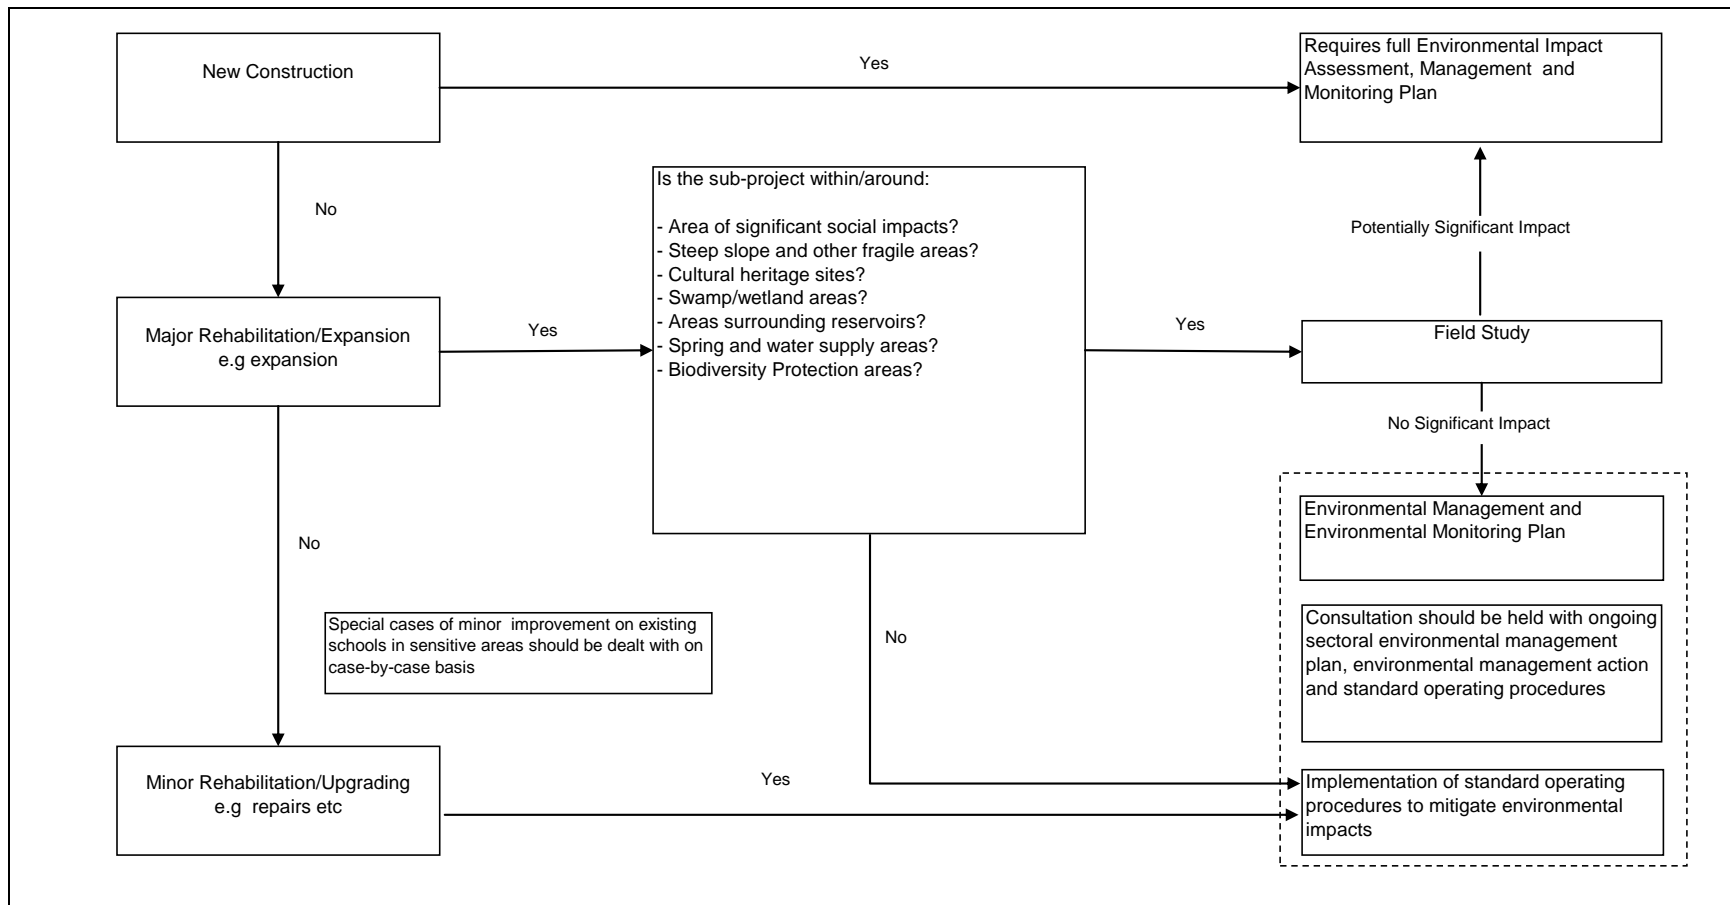 New Construction
Yes
Requires full Environmental Impact
Assessment, Management and
Monitoring Plan
No
Is the sub-project within/around:
- Area of significant social impacts?
- Steep slope and other fragile areas?
- Cultural heritage sites?
- Swamp/wetland areas?
- Areas surrounding reservoirs?
- Spring and water supply areas?
- Biodiversity Protection areas?
Potentially Significant Impact
Major Rehabilitation/Expansion
e.g expansion
Yes
Yes
Field Study
No Significant Impact
No
Environmental Management and
Environmental Monitoring Plan
Special cases of minor improvement on existing
schools in sensitive areas should be dealt with on
case-by-case basis
No
Consultation should be held with ongoing
sectoral environmental management
plan, environmental management action
and standard operating procedures
Minor Rehabilitation/Upgrading
e.g repairs etc
Yes
Implementation of standard operating
procedures to mitigate environmental
impacts